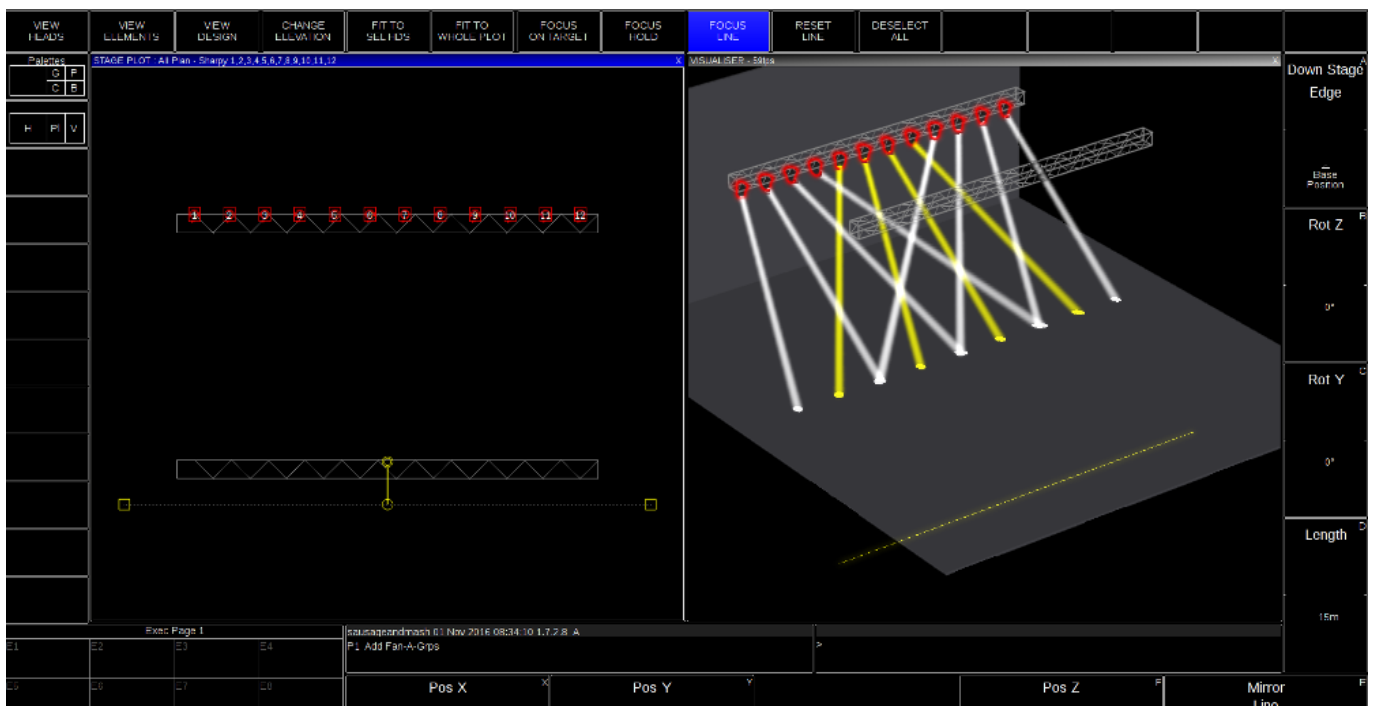 VIEW
HEADS
VIEW
ELEMENTS
VIEW
DESIGN
CHANGE
ELEVATION
FIT TO
SEL HDS
FIT TO
WHOLE PLOT
FOCUS
ON TARGET
FOCUS
HOLD
FOCUS
LINE
RESET
LINE
DESELECT
ALL
Palettes
G P
C B
H Pl V
STAGE PLOT : All Plan - Sharpy 1,2,3,4,5,6,7,8,9,10,11,12 X
VISUALISER - 59fps X
1 2 3 4 5 6 7 8 9 10 11 12
A
Down Stage
Edge
Base
Position
B
Rot Z
0°
C
Rot Y
0°
D
Length
15m
Exec Page 1
E1 E2 E3 E4
E5 E6 E7 E8
sausageandmash 01 Nov 2016 08:34:10 1.7.2.8 A
P1 Add Fan-A-Grps
>
Pos X X
Pos Y Y
Pos Z F
Mirror F
Line